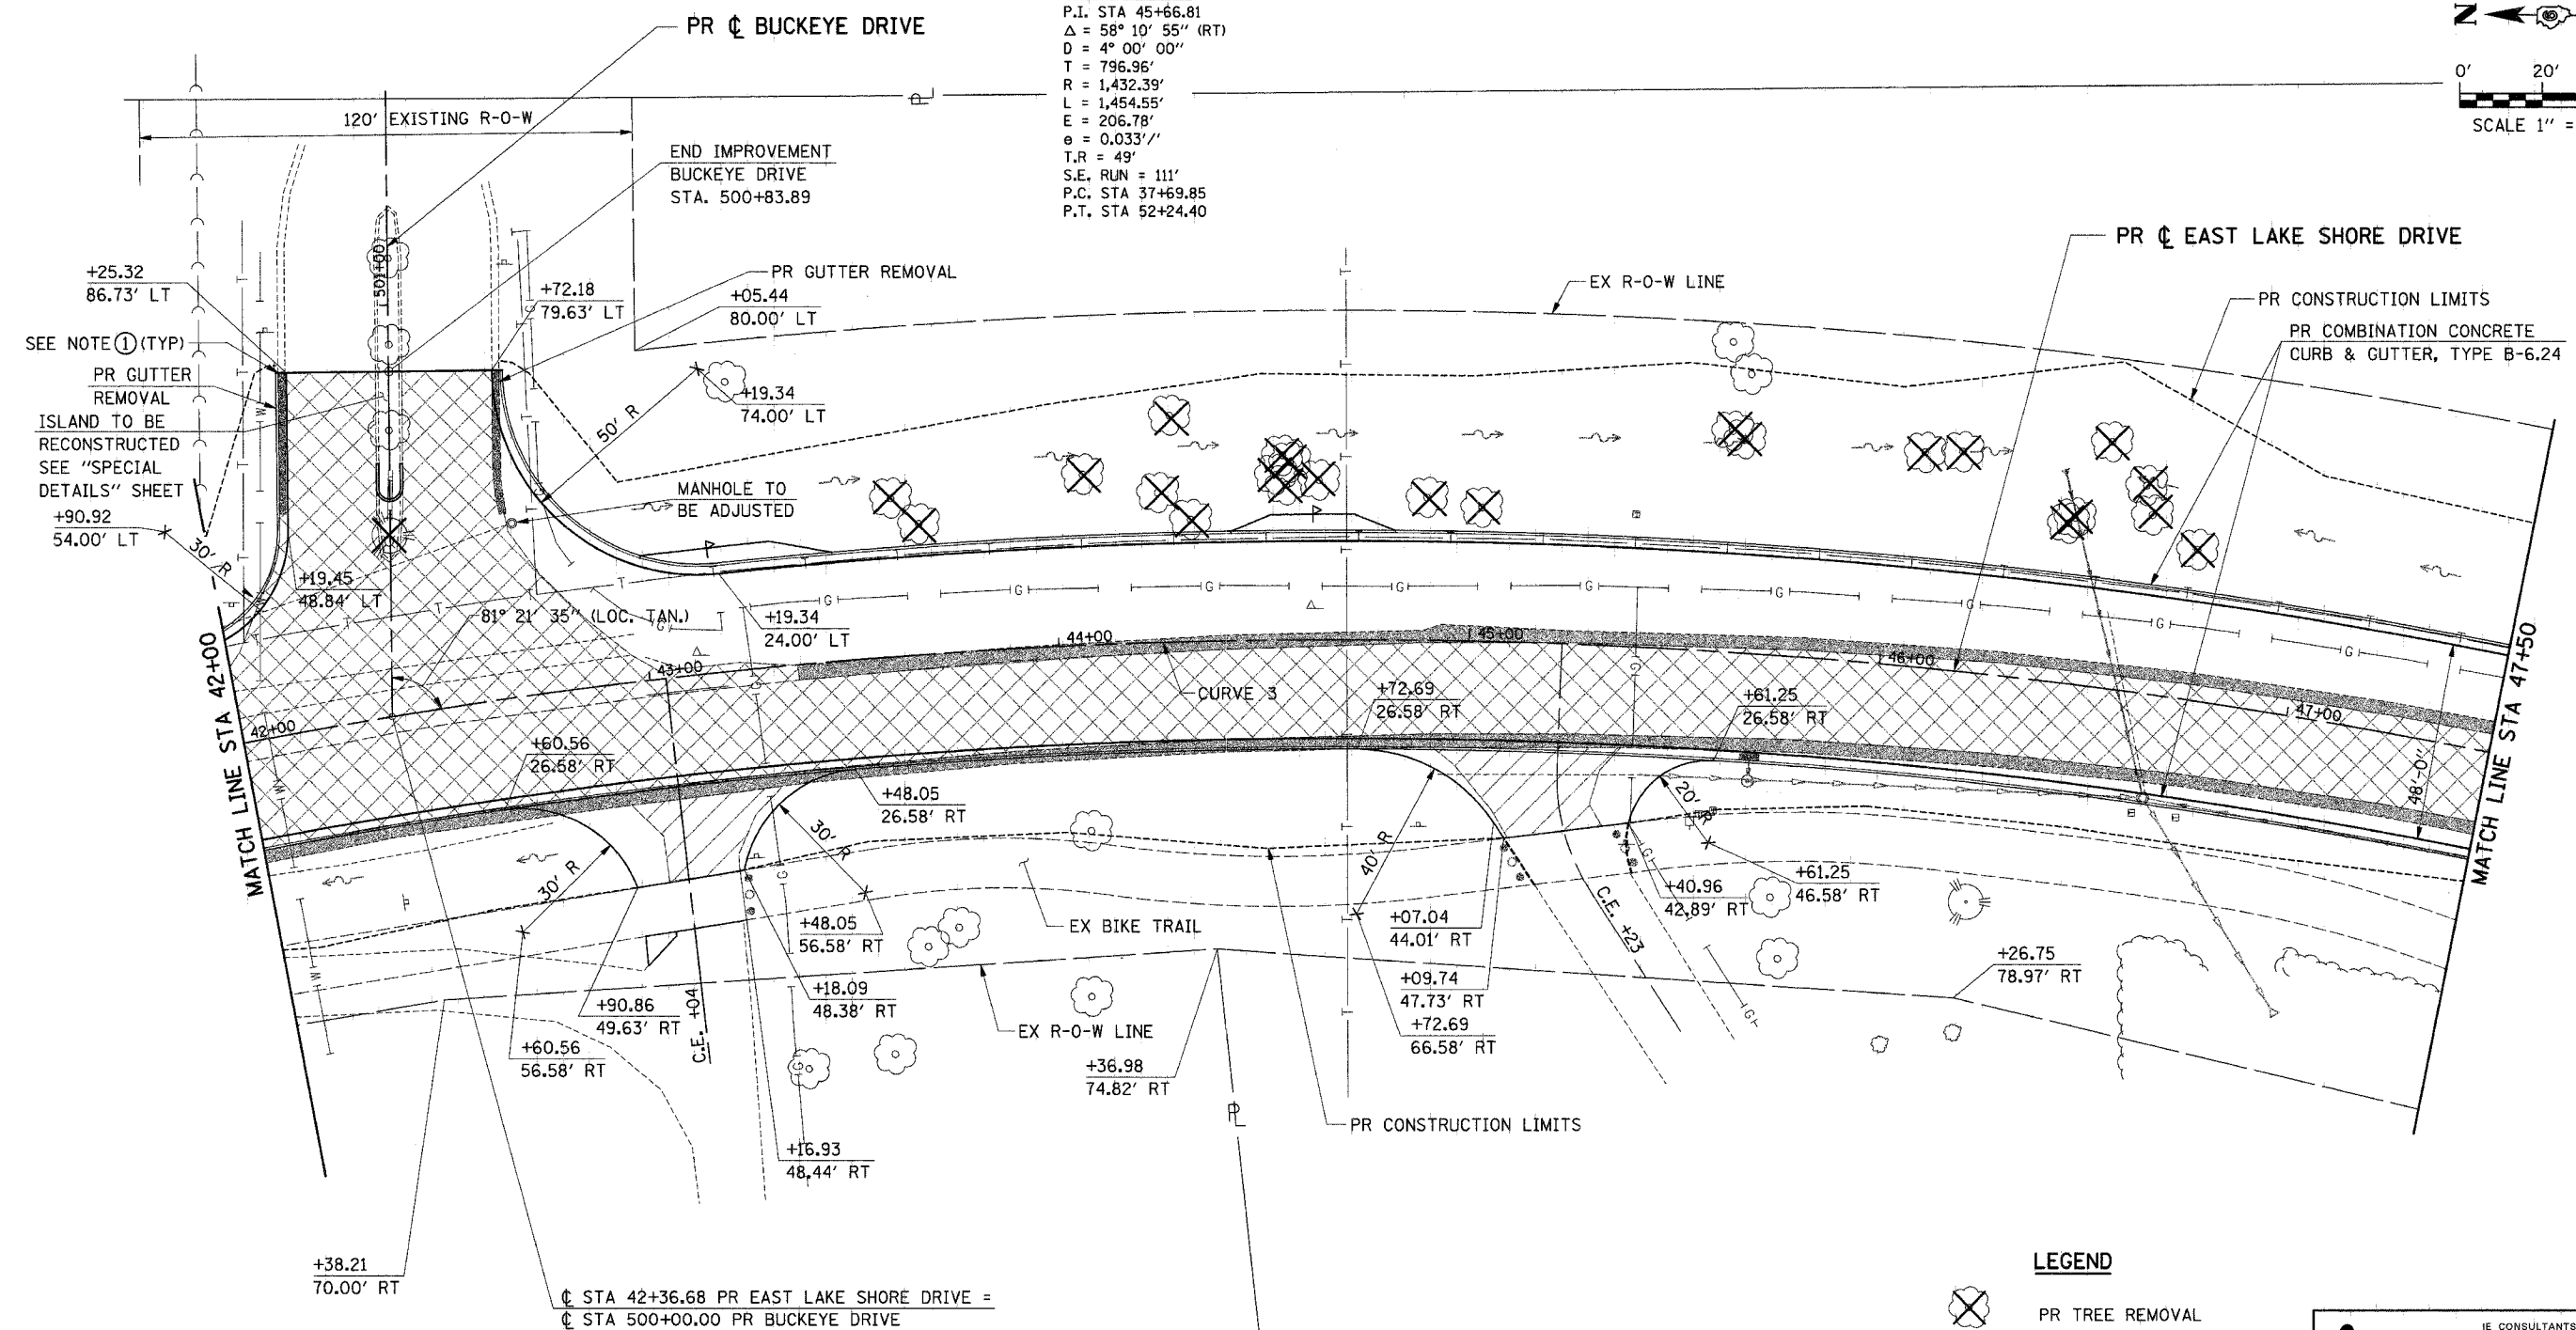 PR ℄ BUCKEYE DRIVE
P.I. STA 45+66.81
Δ = 58° 10' 55" (RT)
D = 4° 00' 00"
T = 796.96'
R = 1,432.39'
L = 1,454.55'
E = 206.78'
e = 0.033'/'
T.R = 49'
S.E. RUN = 111'
P.C. STA 37+69.85
P.T. STA 52+24.40
N
0' 20'
SCALE 1" =
120' EXISTING R-O-W
END IMPROVEMENT
BUCKEYE DRIVE
STA. 500+83.89
PR ℄ EAST LAKE SHORE DRIVE
+25.32
86.73' LT
501+00
PR GUTTER REMOVAL
+72.18
79.63' LT
+05.44
80.00' LT
EX R-O-W LINE
PR CONSTRUCTION LIMITS
PR COMBINATION CONCRETE
CURB & GUTTER, TYPE B-6.24
SEE NOTE 1 (TYP)
PR GUTTER
REMOVAL
ISLAND TO BE
RECONSTRUCTED
SEE "SPECIAL
DETAILS" SHEET
+90.92
54.00' LT
30' R
50' R
+19.34
74.00' LT
MANHOLE TO
BE ADJUSTED
+19.45
48.84' LT
81° 21' 35" (LOC. TAN.)
+19.34
24.00' LT
MATCH LINE STA 42+00
42+00
43+00
44+00
45+00
46+00
47+00
MATCH LINE STA 47+50
48'-0"
CURVE 3
+72.69
26.58' RT
+61.25
26.58' RT
+60.56
26.58' RT
+48.05
26.58' RT
30' R
30' R
40' R
20' R
+61.25
46.58' RT
+40.96
42.89' RT
+07.04
44.01' RT
C.E. +23
+48.05
56.58' RT
EX BIKE TRAIL
+26.75
78.97' RT
+18.09
48.38' RT
+09.74
47.73' RT
+90.86
49.63' RT
C.E. +04
EX R-O-W LINE
+72.69
66.58' RT
+60.56
56.58' RT
+36.98
74.82' RT
PR CONSTRUCTION LIMITS
+16.93
48.44' RT
+38.21
70.00' RT
℄ STA 42+36.68 PR EAST LAKE SHORE DRIVE =
℄ STA 500+00.00 PR BUCKEYE DRIVE
LEGEND
PR TREE REMOVAL
IE CONSULTANTS